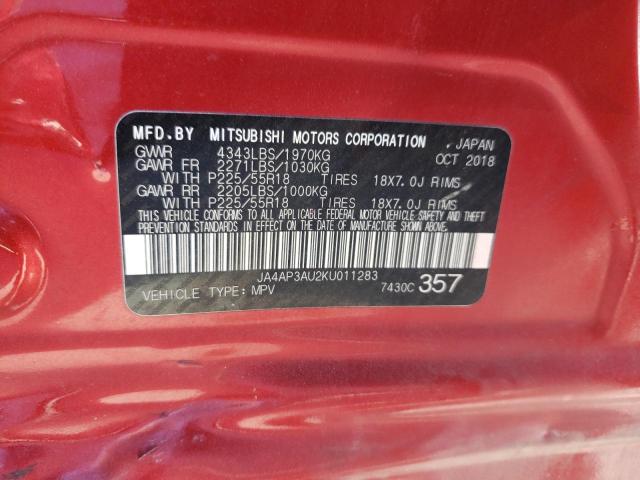 MFD.BY MITSUBISHI MOTORS CORPORATION , JAPAN
GVWR 4343LBS/1970KG OCT 2018
GAWR FR 2271LBS/1030KG
WITH P225/55R18 TIRES 18X7.0J RIMS
GAWR RR 2205LBS/1000KG
WITH P225/55R18 TIRES 18X7.0J RIMS
THIS VEHICLE CONFORMS TO ALL APPLICABLE FEDERAL MOTOR VEHICLE SAFETY AND THEFT
PREVENTION STANDARDS IN EFFECT ON THE DATE OF MANUFACTURE SHOWN ABOVE.
JA4AP3AU2KU011283
VEHICLE TYPE: MPV 7430C 357